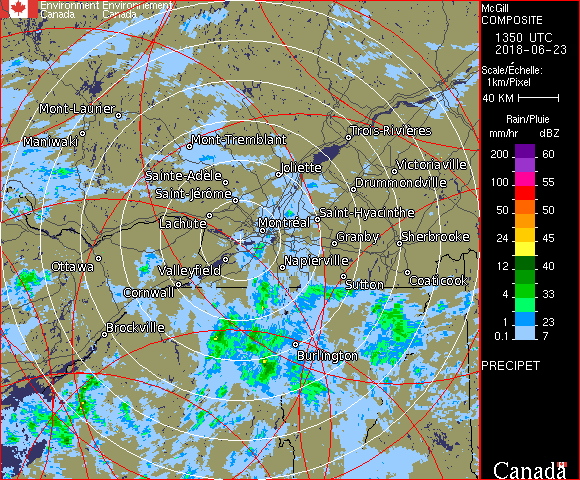 Environment Environnement
Canada Canada
McGill
COMPOSITE
1350 UTC
2018-06-23
Scale/Échelle:
1km/Pixel
40 KM
Rain/Pluie
mm/hr dBZ
200 60
100 55
50 50
24 45
12 40
4 33
1 23
0.1 7
PRECIPET
Canada
Mont-Laurier
Maniwaki
Mont-Tremblant
Trois-Rivières
Joliette
Victoriaville
Sainte-Adele
Drummondville
Saint-Jérôme
Saint-Hyacinthe
Lachute
Montréal
Granby
Sherbrooke
Ottawa
Napierville
Valleyfield
Sutton
Coaticook
Cornwall
Brockville
Burlington